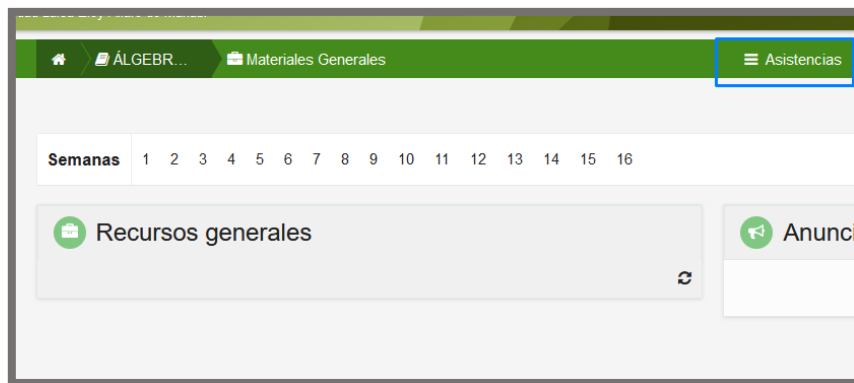 ÁLGEBR... Materiales Generales Asistencias
Semanas 1 2 3 4 5 6 7 8 9 10 11 12 13 14 15 16
Recursos generales Anunci